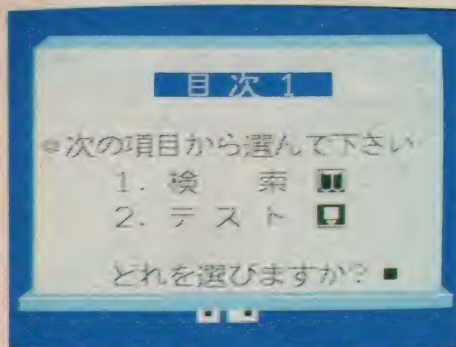 目次1
◎次の項目から選んで下さい
1. 検 索
2. テスト
どれを選びますか?■